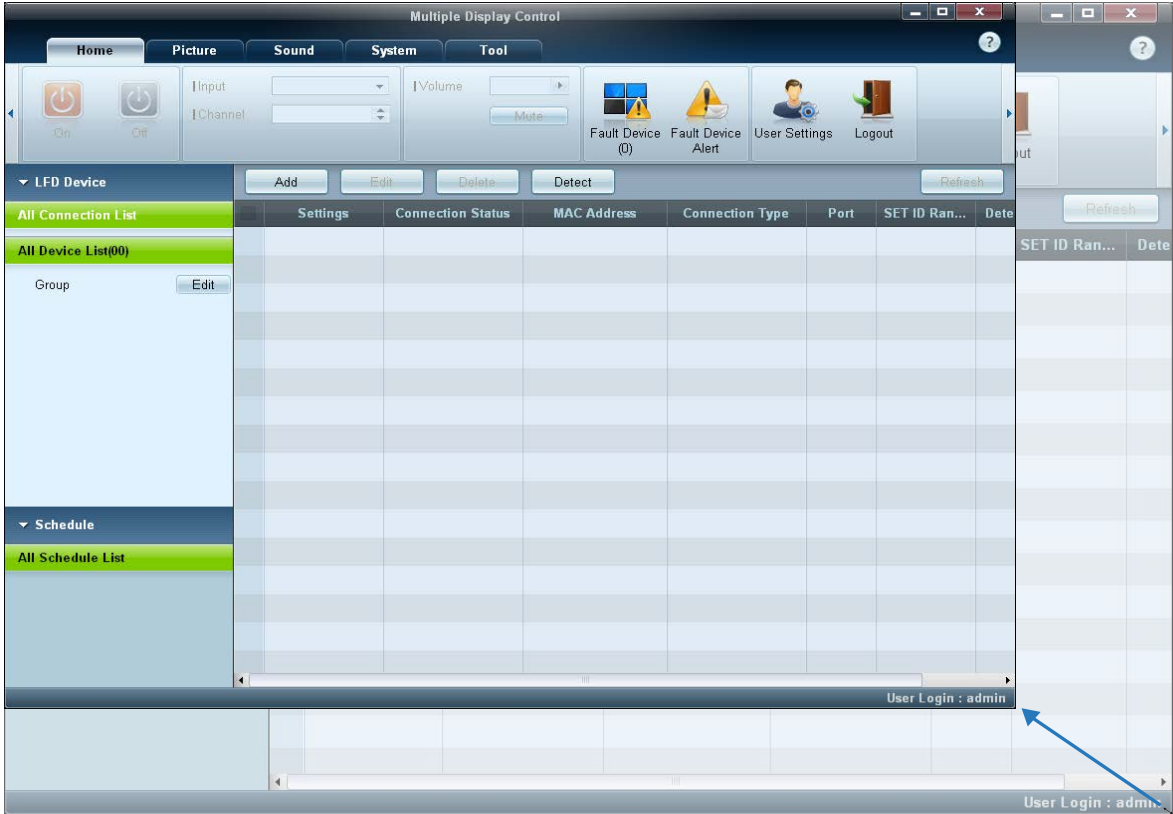 Multiple Display Control
Home Picture Sound System Tool
Input
Channel
On Off
Volume
Mute
Fault Device (0)
Fault Device Alert
User Settings
Logout
out
LFD Device
Add Edit Delete Detect Refresh
Refresh
All Connection List
Settings Connection Status MAC Address Connection Type Port SET ID Ran... Dete
SET ID Ran... Dete
All Device List(00)
Group Edit
Schedule
All Schedule List
User Login : admin
User Login : admin